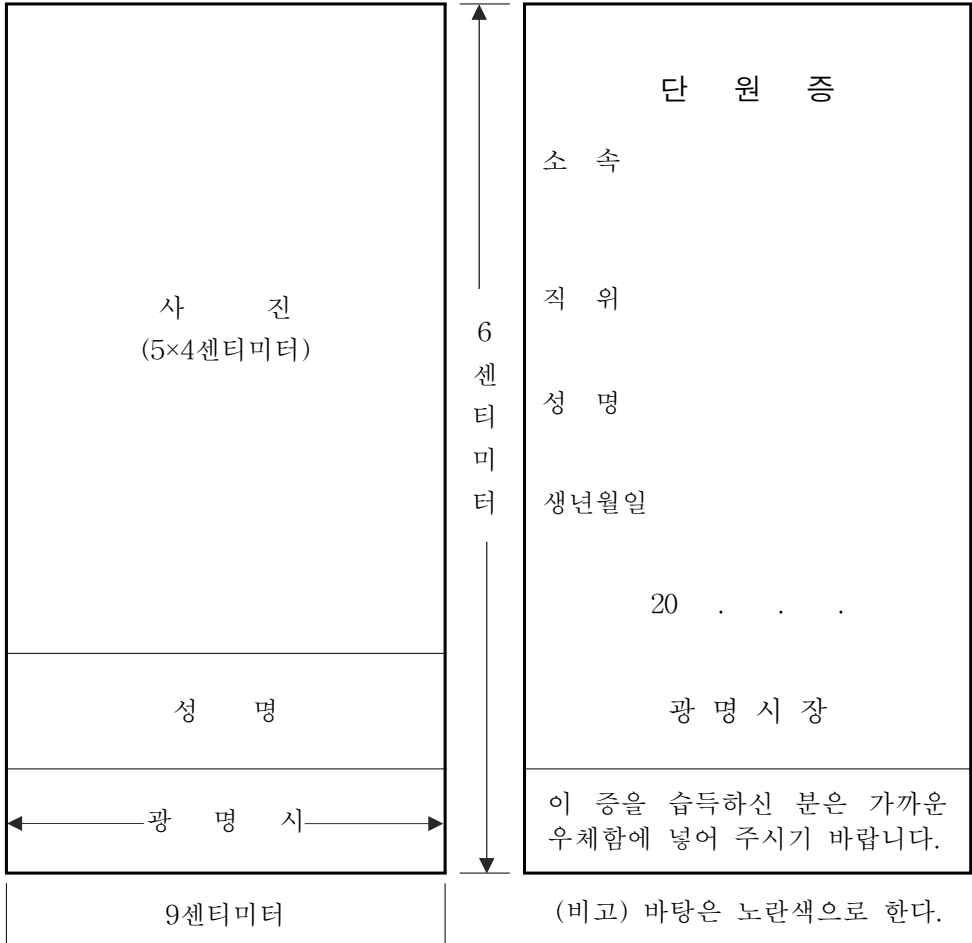 사 진
(5×4센티미터)
성 명
광 명 시
9센티미터
6
센
티
미
터
단 원 증
소 속
직 위
성 명
생년월일
20 . . .
광 명 시 장
이 증을 습득하신 분은 가까운
우체함에 넣어 주시기 바랍니다.
(비고) 바탕은 노란색으로 한다.